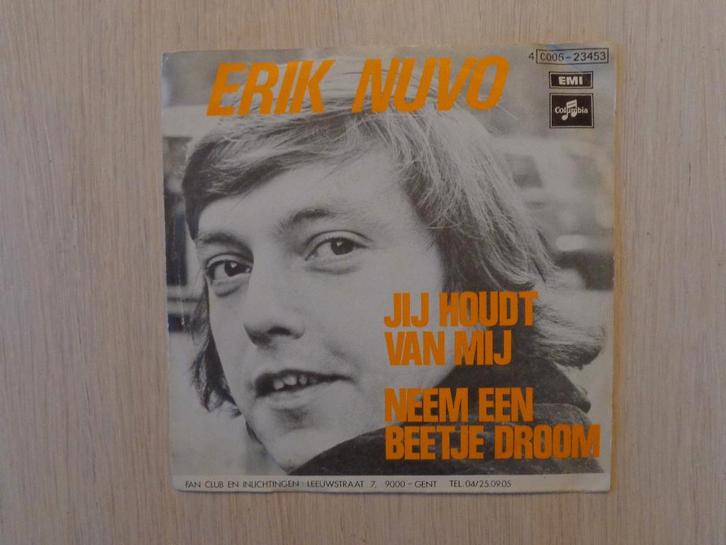 4 C005-23453
ERIK NUVO
EMI
Columbia
JIJ HOUDT
VAN MIJ
NEEM EEN
BEETJE DROOM
FAN CLUB EN INLICHTINGEN : LEEUWSTRAAT 7, 9000 - GENT TEL. 04/25.09.05